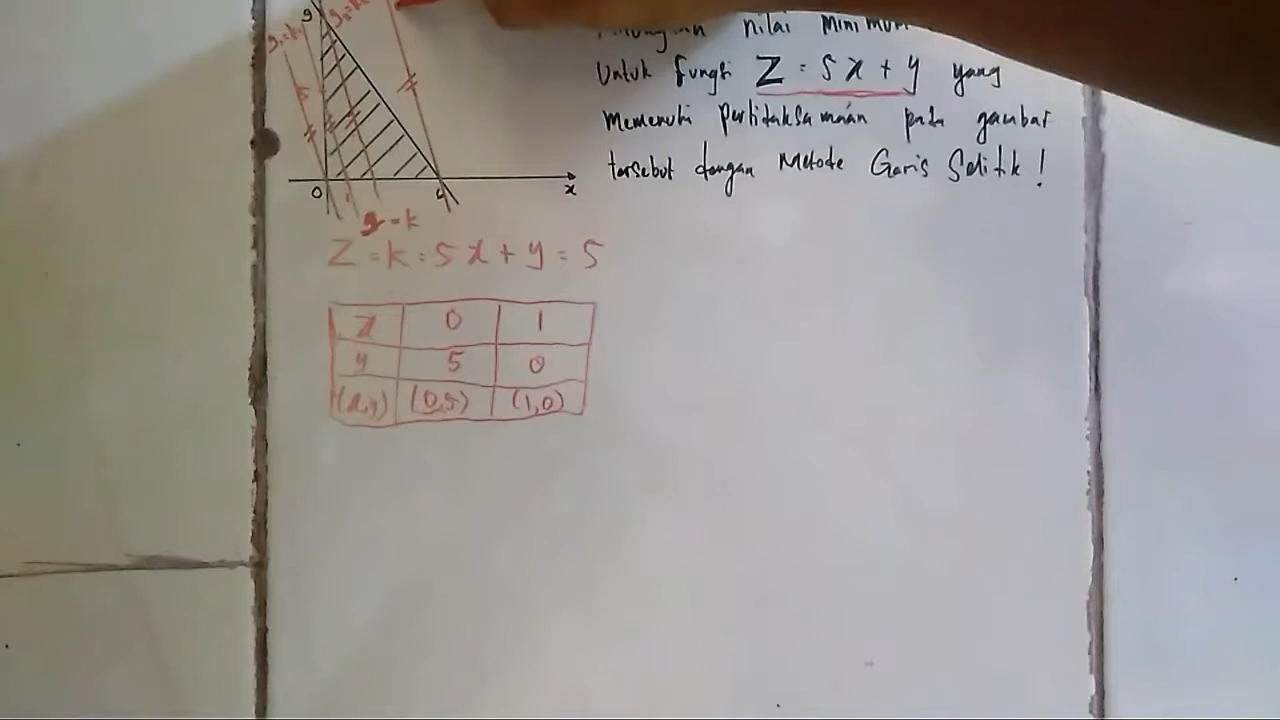 nilai
Untuk fungsi Z = 5x + y yang
memenuhi pertidaksamaan pada gambar
tersebut dengan Metode Garis Selidik !
0
x
g = k
Z = k = 5x + y = 5
x 0 1
y 5 0
(x,y) (0,5) (1,0)